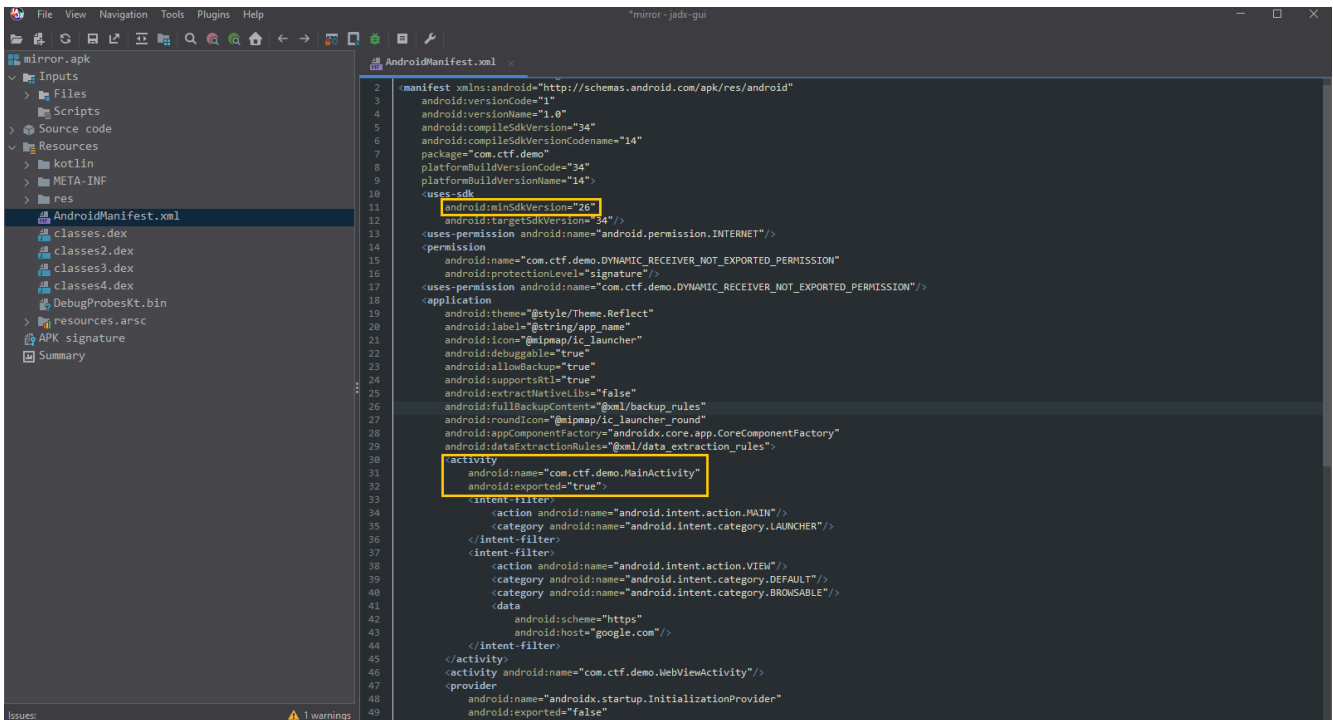 File View Navigation Tools Plugins Help
*mirror - jadx-gui
mirror.apk
Inputs
Files
Scripts
Source code
Resources
kotlin
META-INF
res
AndroidManifest.xml
classes.dex
classes2.dex
classes3.dex
classes4.dex
DebugProbesKt.bin
resources.arsc
APK signature
Summary
Issues:
1 warnings
AndroidManifest.xml
2 <manifest xmlns:android="http://schemas.android.com/apk/res/android"
3 android:versionCode="1"
4 android:versionName="1.0"
5 android:compileSdkVersion="34"
6 android:compileSdkVersionCodename="14"
7 package="com.ctf.demo"
8 platformBuildVersionCode="34"
9 platformBuildVersionName="14">
10 <uses-sdk
11 android:minSdkVersion="26"
12 android:targetSdkVersion="34"/>
13 <uses-permission android:name="android.permission.INTERNET"/>
14 <permission
15 android:name="com.ctf.demo.DYNAMIC_RECEIVER_NOT_EXPORTED_PERMISSION"
16 android:protectionLevel="signature"/>
17 <uses-permission android:name="com.ctf.demo.DYNAMIC_RECEIVER_NOT_EXPORTED_PERMISSION"/>
18 <application
19 android:theme="@style/Theme.Reflect"
20 android:label="@string/app_name"
21 android:icon="@mipmap/ic_launcher"
22 android:debuggable="true"
23 android:allowBackup="true"
24 android:supportsRtl="true"
25 android:extractNativeLibs="false"
26 android:fullBackupContent="@xml/backup_rules"
27 android:roundIcon="@mipmap/ic_launcher_round"
28 android:appComponentFactory="androidx.core.app.CoreComponentFactory"
29 android:dataExtractionRules="@xml/data_extraction_rules">
30 <activity
31 android:name="com.ctf.demo.MainActivity"
32 android:exported="true">
33 <intent-filter>
34 <action android:name="android.intent.action.MAIN"/>
35 <category android:name="android.intent.category.LAUNCHER"/>
36 </intent-filter>
37 <intent-filter>
38 <action android:name="android.intent.action.VIEW"/>
39 <category android:name="android.intent.category.DEFAULT"/>
40 <category android:name="android.intent.category.BROWSABLE"/>
41 <data
42 android:scheme="https"
43 android:host="google.com"/>
44 </intent-filter>
45 </activity>
46 <activity android:name="com.ctf.demo.WebViewActivity"/>
47 <provider
48 android:name="androidx.startup.InitializationProvider"
49 android:exported="false"